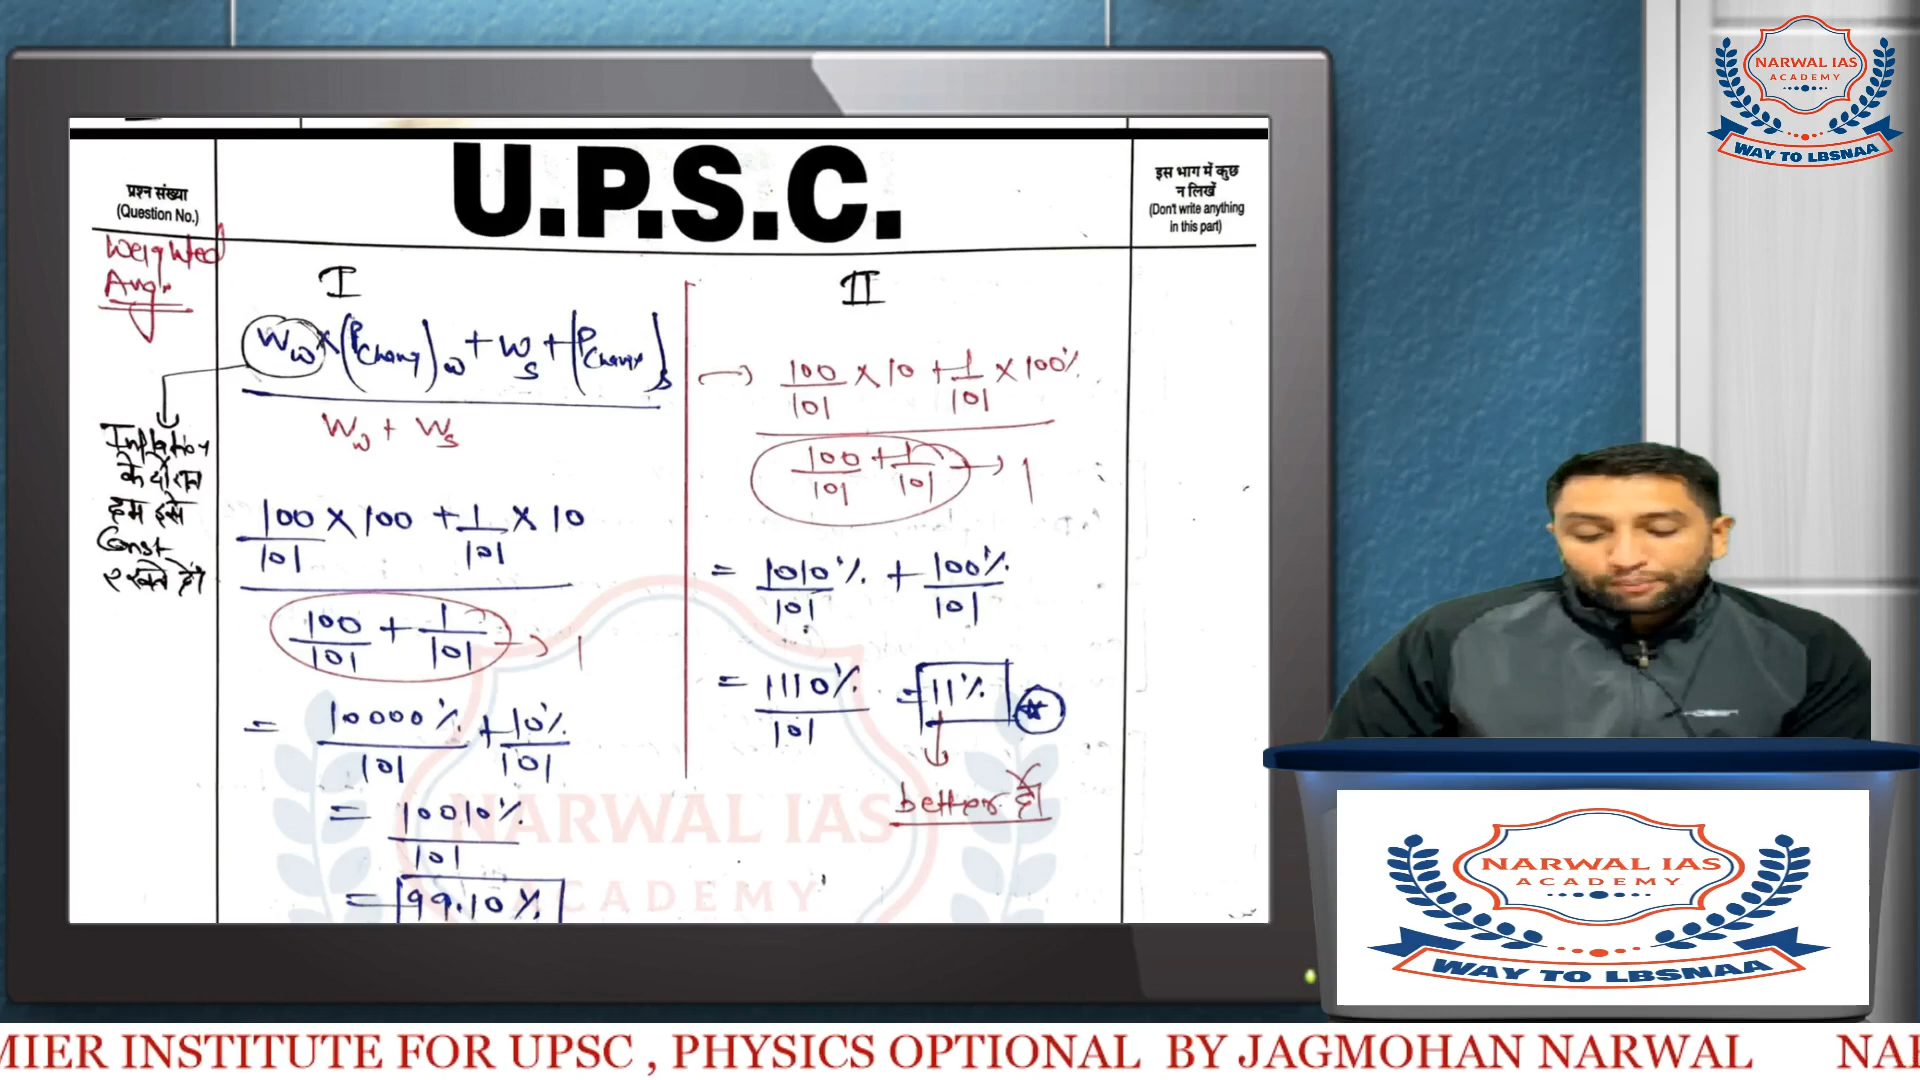 NARWAL IAS
ACADEMY
WAY TO LBSNAA
U.P.S.C.
प्रश्न संख्या
(Question No.)
इस भाग में कुछ
न लिखें
(Don't write anything
in this part)
Weighted
Avg.
I
W_w × (P_Change)_w + W_s + (P_Change)_s
W_w + W_s
Inflation
के दौरान
हम इसे
Const
रखते हैं।
100/101 × 100 + 1/101 × 10
100/101 + 1/101 → 1
= 10000%/101 + 10%/101
= 10010%/101
= 99.10%
II
→ 100/101 × 10 + 1/101 × 100%
100/101 + 1/101 → 1
= 1010%/101 + 100%/101
= 1110%/101 = 11%
better है
NARWAL IAS
ACADEMY
NARWAL IAS
ACADEMY
WAY TO LBSNAA
MIER INSTITUTE FOR UPSC , PHYSICS OPTIONAL BY JAGMOHAN NARWAL NAR